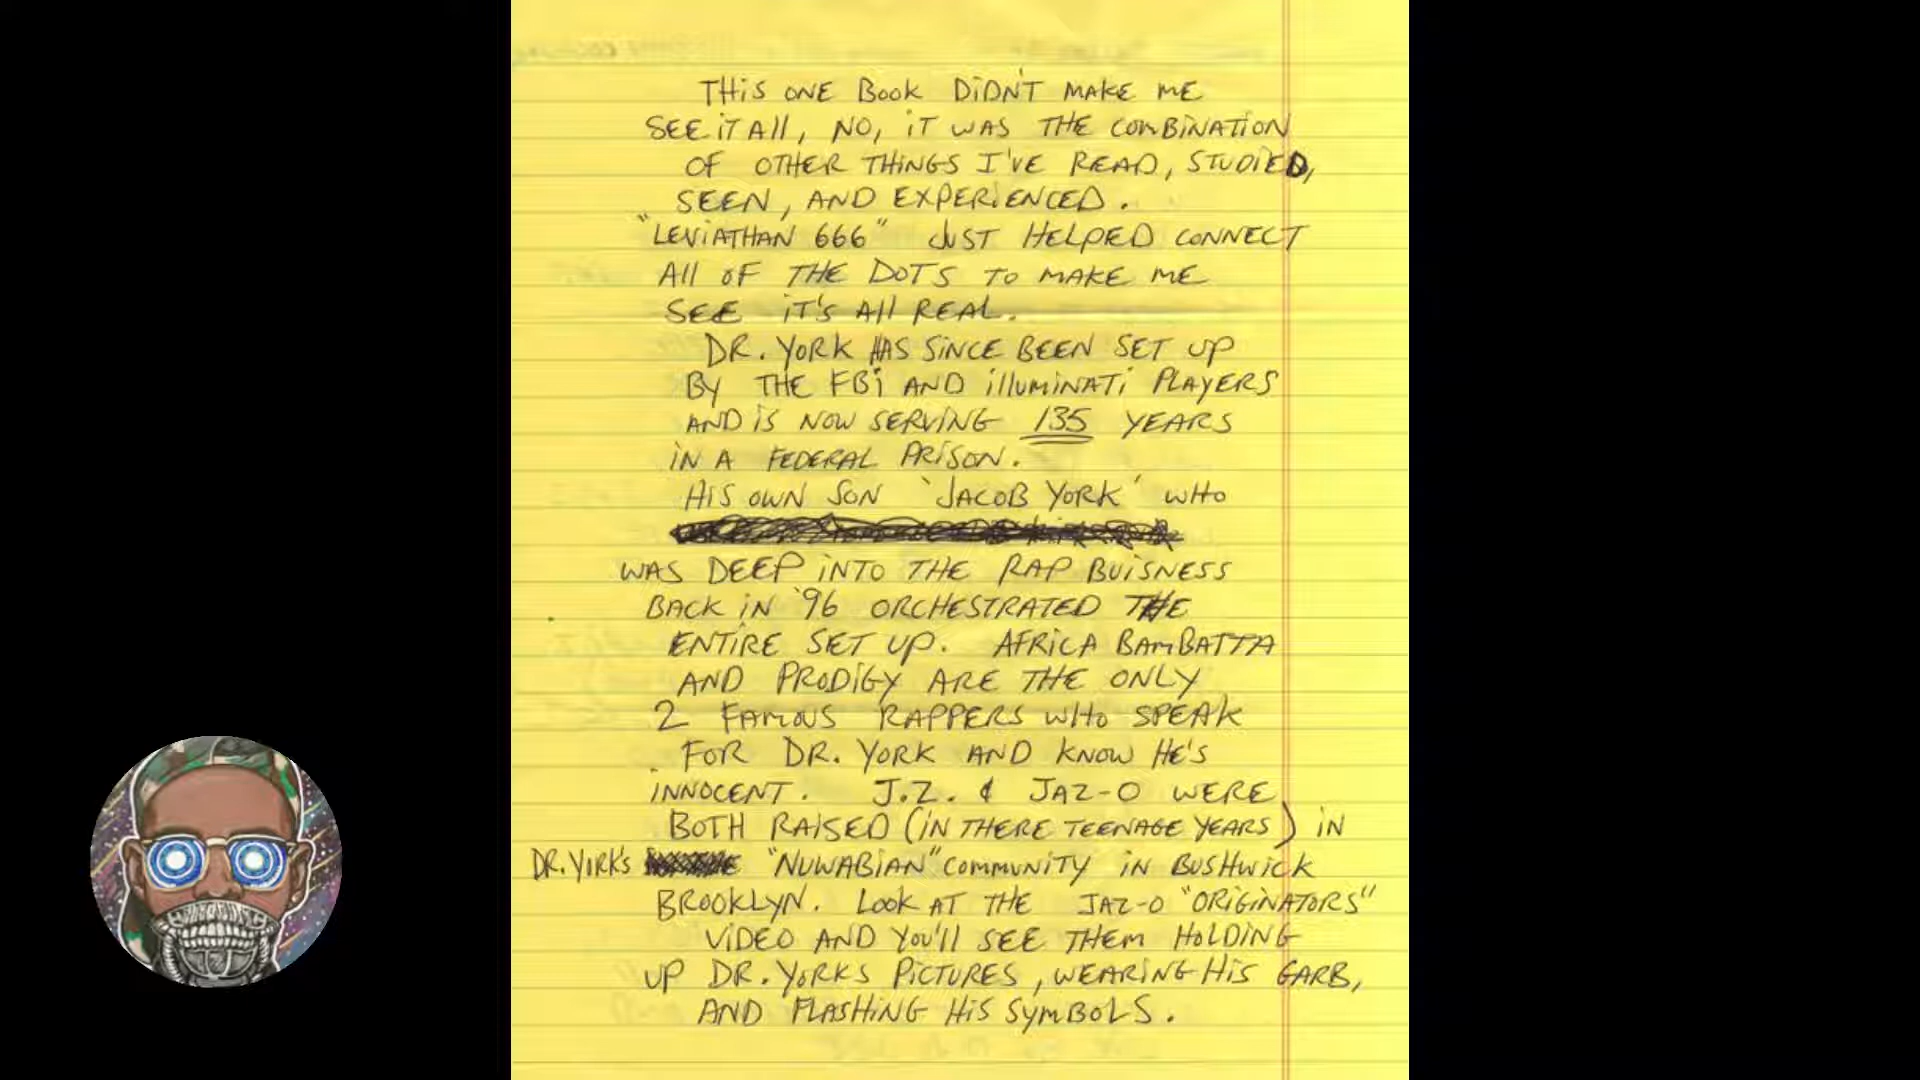 THIS ONE BOOK DIDN'T MAKE ME
SEE IT ALL, NO, IT WAS THE COMBINATION
OF OTHER THINGS I'VE READ, STUDIED,
SEEN, AND EXPERIENCED.
"LEVIATHAN 666" JUST HELPED CONNECT
ALL OF THE DOTS TO MAKE ME
SEE IT'S ALL REAL.
DR. YORK HAS SINCE BEEN SET UP
BY THE FBI AND ILLUMINATI PLAYERS
AND IS NOW SERVING 135 YEARS
IN A FEDERAL PRISON.
HIS OWN SON 'JACOB YORK' WHO
WAS DEEP INTO THE RAP BUISNESS
BACK IN '96 ORCHESTRATED THE
ENTIRE SET UP. AFRICA BAMBATTA
AND PRODIGY ARE THE ONLY
2 FAMOUS RAPPERS WHO SPEAK
FOR DR. YORK AND KNOW HE'S
INNOCENT. J.Z. & JAZ-O WERE
BOTH RAISED (IN THERE TEENAGE YEARS) IN
DR. YORK'S "NUWABIAN" COMMUNITY IN BUSHWICK
BROOKLYN. LOOK AT THE JAZ-O "ORIGINATORS"
VIDEO AND YOU'LL SEE THEM HOLDING
UP DR. YORKS PICTURES, WEARING HIS GARB,
AND FLASHING HIS SYMBOLS.